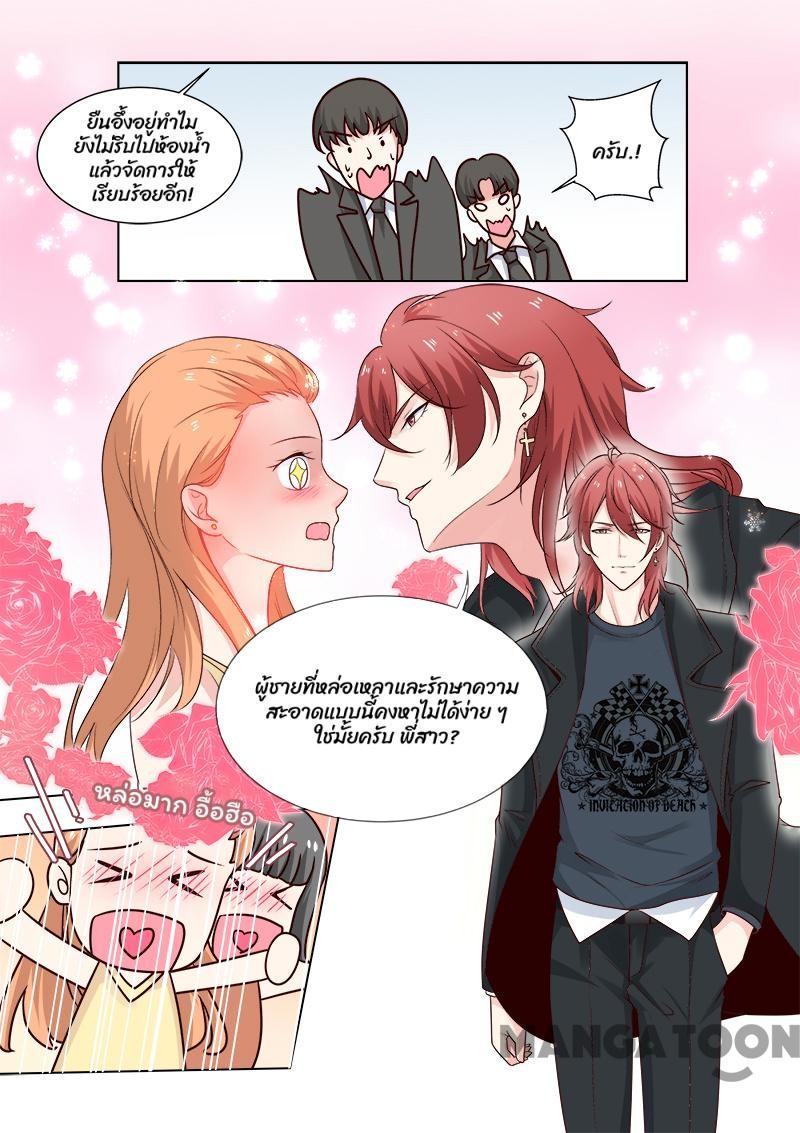 ยืนอึ้งอยู่ทำไม
ยังไม่รีบไปห้องน้ำ
แล้วจัดการให้
เรียบร้อยอีก!
ครับ.!
ผู้ชายที่หล่อเหลาและรักษาความ
สะอาดแบบนี้คงหาไม่ได้ง่าย ๆ
ใช่มั้ยครับ พี่สาว?
หล่อมาก อื้อฮือ
INVICACION OF DEACH
MANGATOON